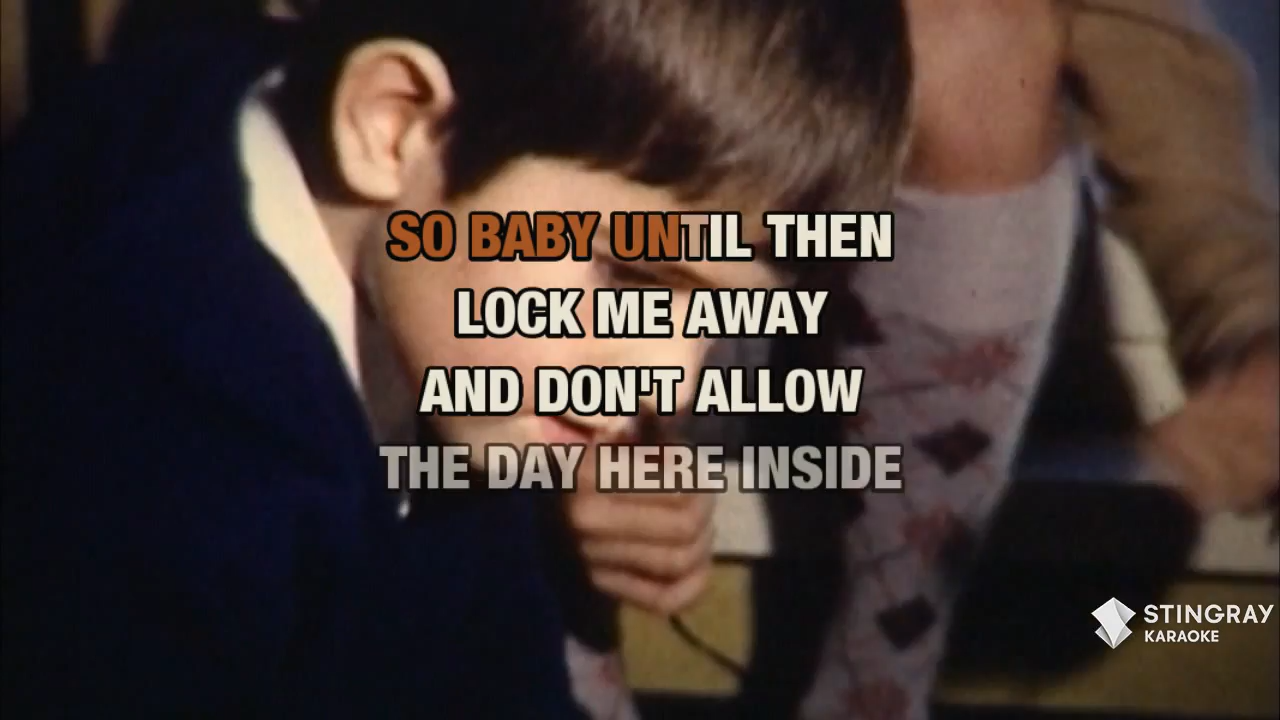 SO BABY UNTIL THEN
LOCK ME AWAY
AND DON'T ALLOW
THE DAY HERE INSIDE
STINGRAY
KARAOKE